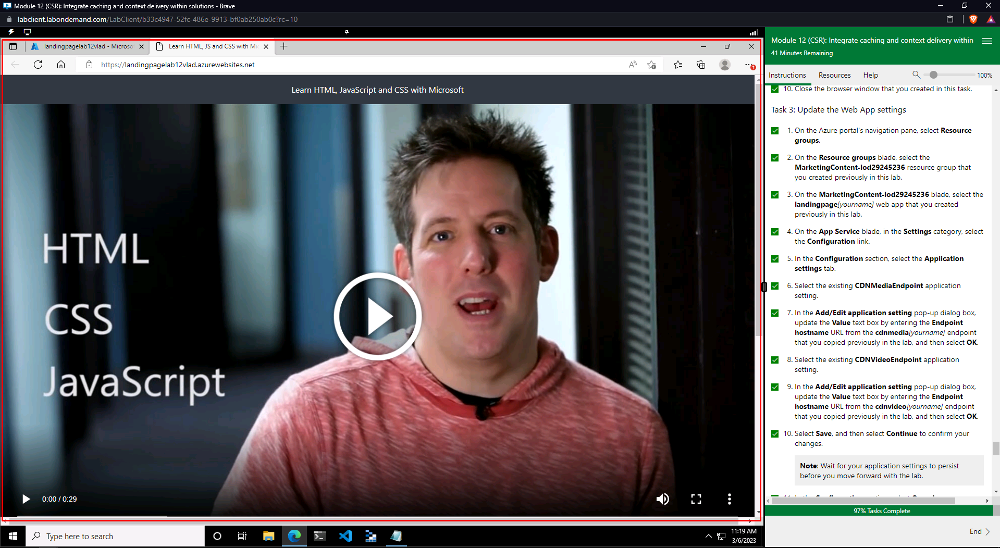 Module 12 (CSR): Integrate caching and context delivery within solutions - Brave
labclient.labondemand.com/LabClient/b33c4947-52fc-486e-9913-bf0ab250ab0c?rc=10
landingpagelab12vlad - Microso
Learn HTML, JS and CSS with Mi
https://landingpagelab12vlad.azurewebsites.net
Learn HTML, JavaScript and CSS with Microsoft
HTML
CSS
JavaScript
0:00 / 0:29
Type here to search
11:19 AM
3/6/2023
Module 12 (CSR): Integrate caching and context delivery within
41 Minutes Remaining
Instructions
Resources
Help
100%
10. Close the browser window that you created in this task.
Task 3: Update the Web App settings
1. On the Azure portal's navigation pane, select Resource
groups.
2. On the Resource groups blade, select the
MarketingContent-lod29245236 resource group that
you created previously in this lab.
3. On the MarketingContent-lod29245236 blade, select the
landingpage[yourname] web app that you created
previously in this lab.
4. On the App Service blade, in the Settings category, select
the Configuration link.
5. In the Configuration section, select the Application
settings tab.
6. Select the existing CDNMediaEndpoint application
setting.
7. In the Add/Edit application setting pop-up dialog box,
update the Value text box by entering the Endpoint
hostname URL from the cdnmedia[yourname] endpoint
that you copied previously in the lab, and then select OK.
8. Select the existing CDNVideoEndpoint application
setting.
9. In the Add/Edit application setting pop-up dialog box,
update the Value text box by entering the Endpoint
hostname URL from the cdnvideo[yourname] endpoint
that you copied previously in the lab, and then select OK.
10. Select Save, and then select Continue to confirm your
changes.
Note: Wait for your application settings to persist
before you move forward with the lab.
97% Tasks Complete
End